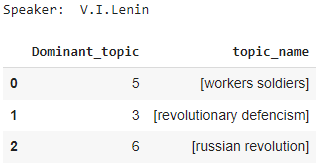 Speaker: V.I.Lenin
Dominant_topic topic_name
0 5 [workers soldiers]
1 3 [revolutionary defencism]
2 6 [russian revolution]